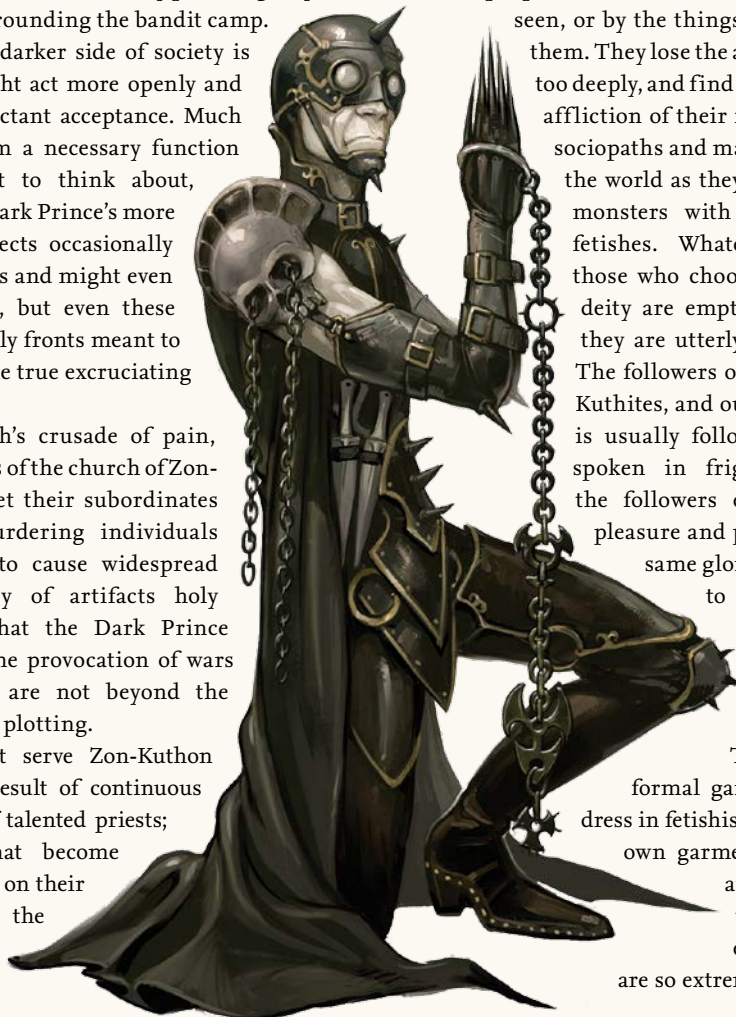 rounding the bandit camp.
darker side of society is
ht act more openly and
ctant acceptance. Much
m a necessary function
t to think about,
ark Prince's more
ects occasionally
s and might even
, but even these
ly fronts meant to
e true excruciating
h's crusade of pain,
s of the church of Zon-
et their subordinates
urdering individuals
to cause widespread
y of artifacts holy
hat the Dark Prince
he provocation of wars
are not beyond the
plotting.
t serve Zon-Kuthon
esult of continuous
f talented priests;
hat become
on their
the
seen, or by the things
them. They lose the a
too deeply, and find
affliction of their
sociopaths and ma
the world as they
monsters with
fetishes. Whate
those who choo
deity are empt
they are utterly
The followers o
Kuthites, and ou
is usually follo
spoken in frig
the followers o
pleasure and p
same glor
to
T
formal gar
dress in fetishis
own garme
a
are so extrem